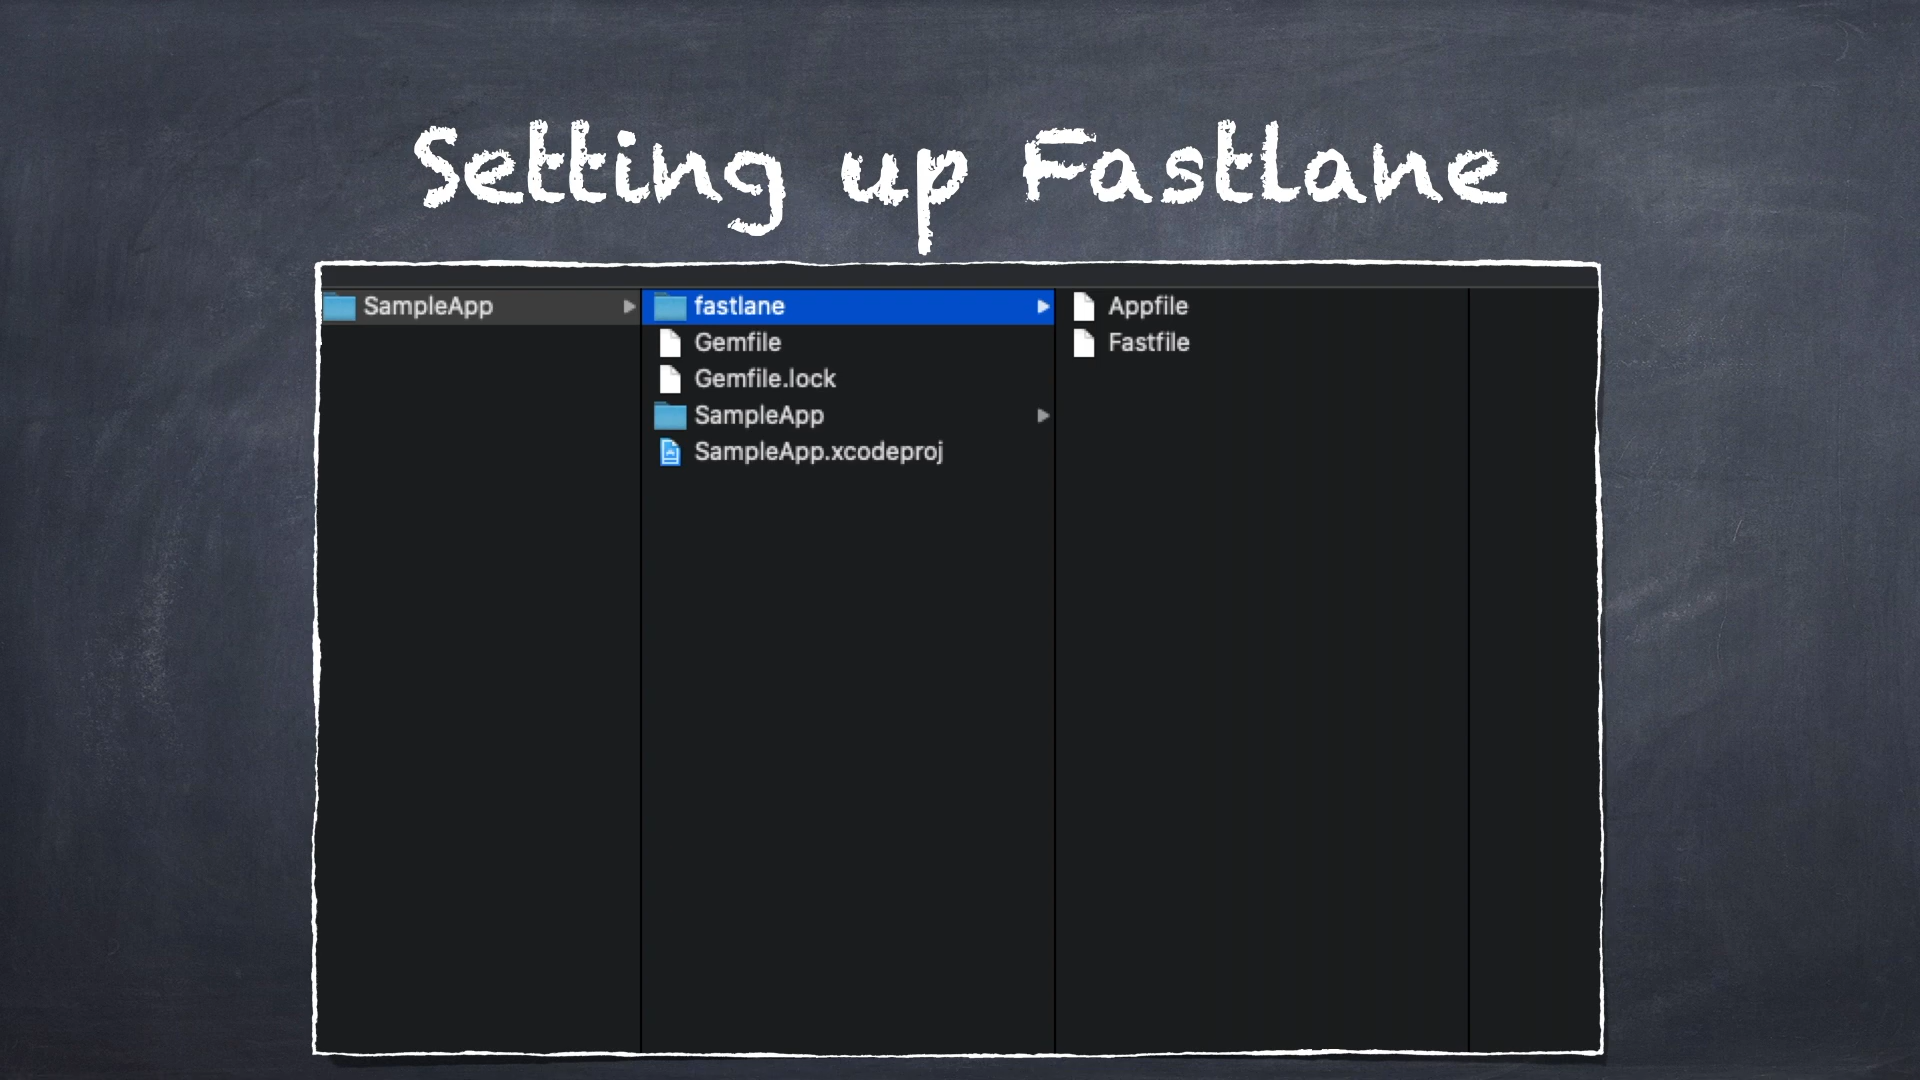 Setting up Fastlane
SampleApp
fastlane
Gemfile
Gemfile.lock
SampleApp
SampleApp.xcodeproj
Appfile
Fastfile